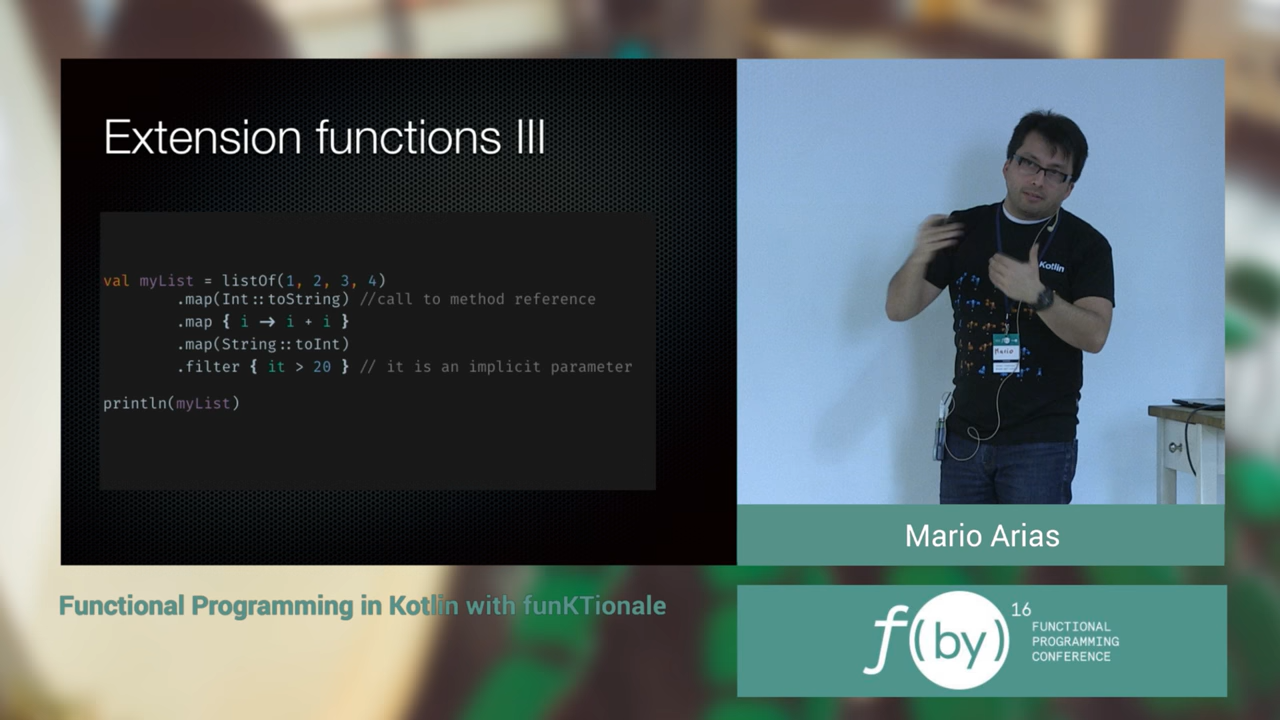 Extension functions III
val myList = listOf(1, 2, 3, 4)
.map(Int::toString) //call to method reference
.map { i → i + i }
.map(String::toInt)
.filter { it > 20 } // it is an implicit parameter
println(myList)
Kotlin
Mario
Mario Arias
Functional Programming in Kotlin with funKTionale
f(by)
16
FUNCTIONAL
PROGRAMMING
CONFERENCE